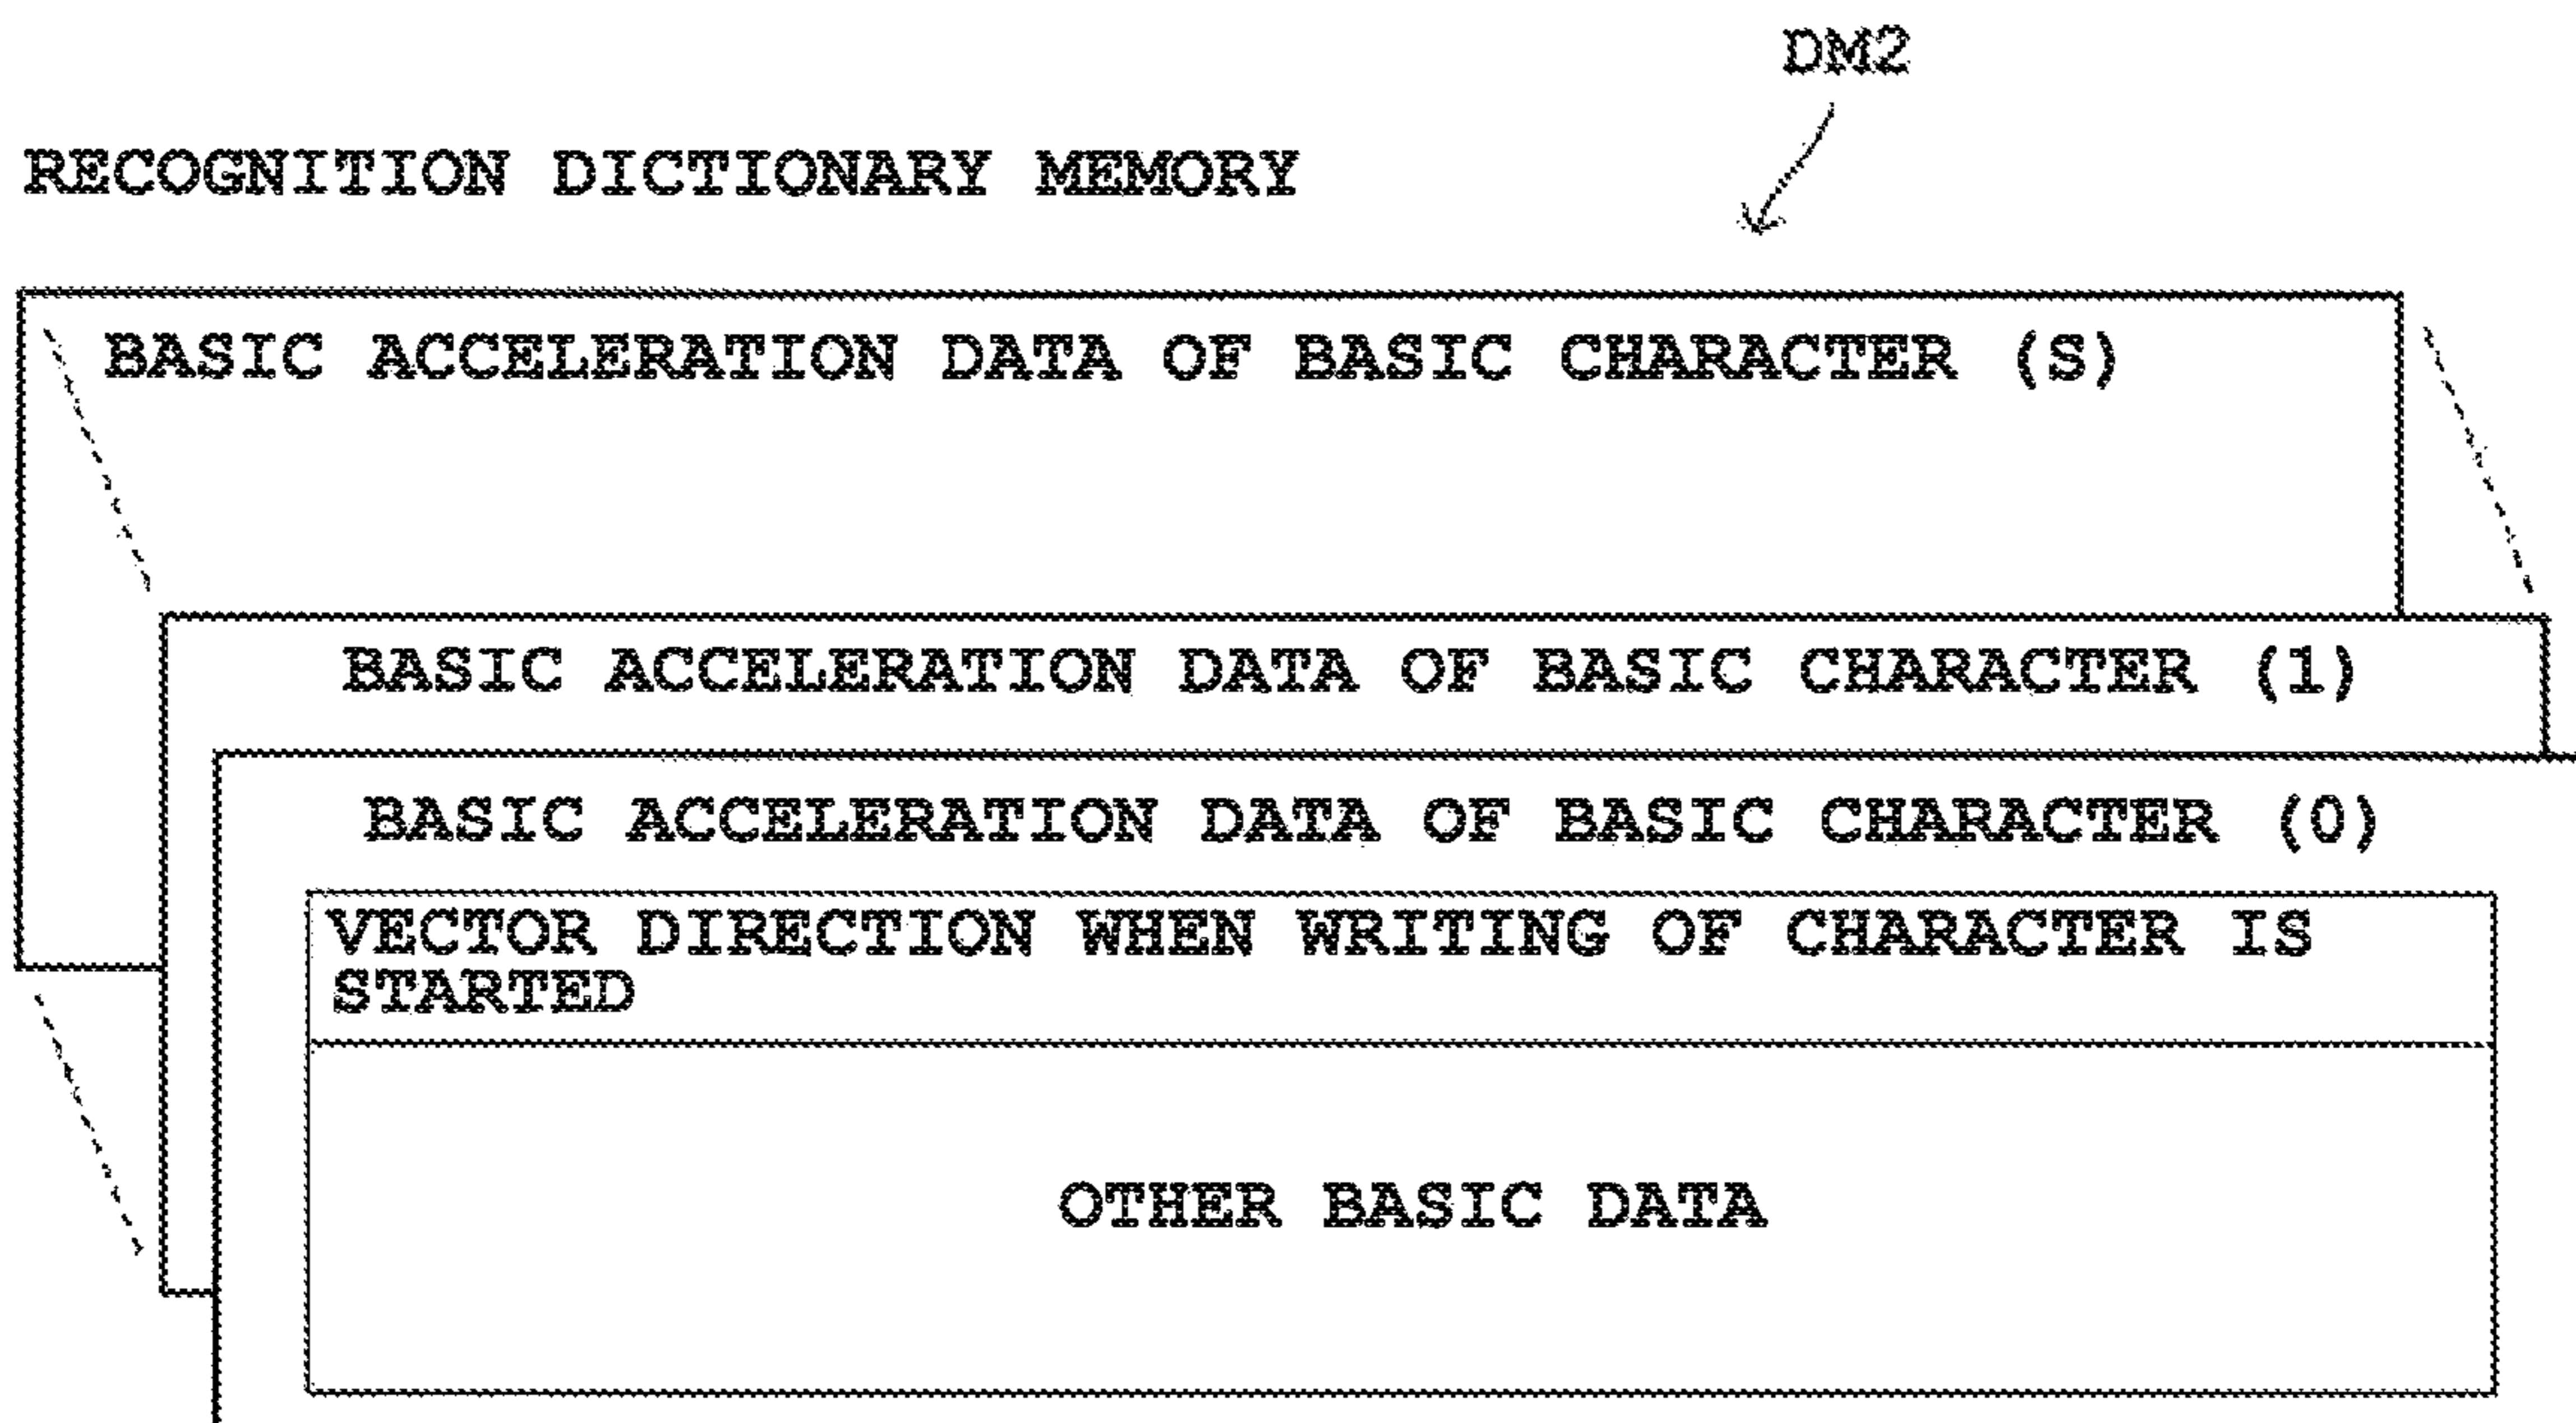 DM2
RECOGNITION DICTIONARY MEMORY
BASIC ACCELERATION DATA OF BASIC CHARACTER (S)
BASIC ACCELERATION DATA OF BASIC CHARACTER (1)
BASIC ACCELERATION DATA OF BASIC CHARACTER (0)
VECTOR DIRECTION WHEN WRITING OF CHARACTER IS
STARTED
OTHER BASIC DATA